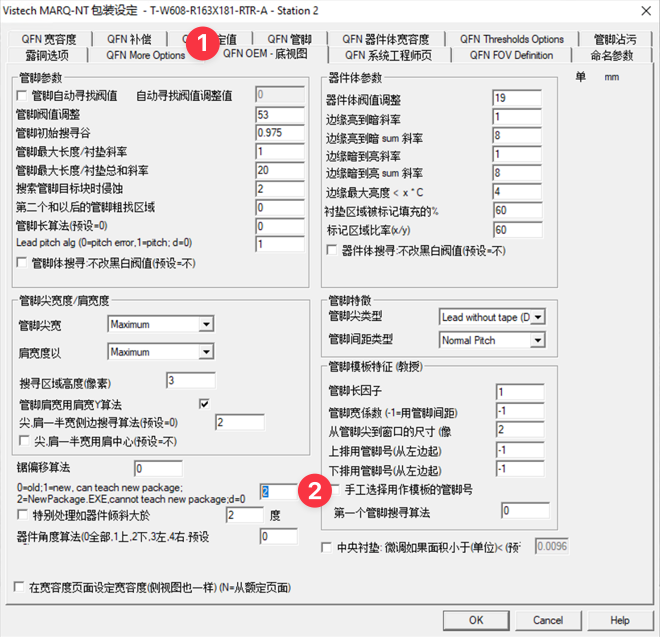 Vistech MARQ-NT 包装设定 - T-W608-R163X181-RTR-A - Station 2
QFN 宽容度 QFN 补偿 定值 QFN 管脚 QFN 器件体宽容度 QFN Thresholds Options 管脚沾污
露铜选项 QFN More Options QFN OEM - 底视图 QFN 系统工程师页 QFN FOV Definition 命名参数
1
单 mm
管脚参数
管脚自动寻找阀值 自动寻找阀值调整值 0
管脚阀值调整 53
管脚初始搜寻谷 0.975
管脚最大长度/衬垫斜率 1
管脚最大长度/衬垫总和斜率 20
搜索管脚目标块时侵蚀 2
第二个和以后的管脚粗找区域 0
管脚长算法(预设=0) 0
Lead pitch alg (0=pitch error,1=pitch; d=0) 1
管脚体搜寻:不改黑白阀值(预设=不)
器件体参数
器件体阀值调整 19
边缘亮到暗斜率 1
边缘亮到暗 sum 斜率 8
边缘暗到亮斜率 1
边缘暗到亮 sum 斜率 8
边缘最大亮度 < x * C 4
衬垫区域被标记填充的% 60
标记区域比率(x/y) 60
器件体搜寻:不改黑白阀值(预设=不)
管脚尖宽度/肩宽度
管脚尖宽 Maximum
肩宽度以 Maximum
搜寻区域高度(像素) 3
管脚肩宽用肩宽Y算法
尖,肩一半宽侧边搜寻算法(预设=0) 2
尖,肩一半宽用肩中心(预设=不)
管脚特徵
管脚尖类型 Lead without tape (D
管脚间距类型 Normal Pitch
管脚模板特征 (教授)
管脚长因子 1
管脚宽係数 (-1=用管脚间距) -1
从管脚尖到窗口的尺寸 (像 2
上排用管脚号(从左边起) -1
下排用管脚号(从左边起) -1
2
手工选择用作模板的管脚号
第一个管脚搜寻算法 0
锯偏移算法 0
0=old;1=new, can teach new package;
2=NewPackage.EXE,cannot teach new package;d=0 2
特别处理如器件倾斜大於 2 度
器件角度算法(0全部,1上,2下,3左,4右.预设 0
中央衬垫: 微调如果面积小于(单位)< (预 0.0096
在宽容度页面设定宽容度(侧视图也一样) (N=从额定页面)
OK Cancel Help